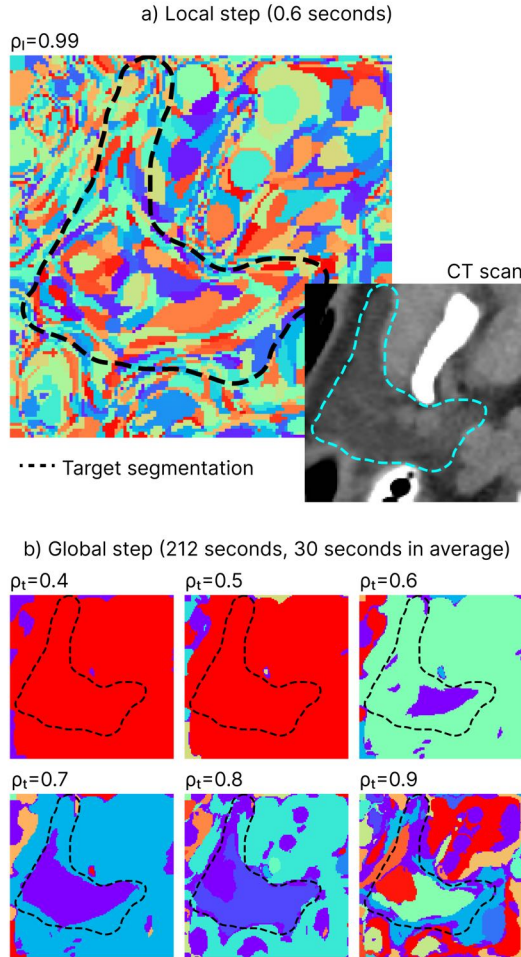 a) Local step (0.6 seconds)
ρₗ=0.99
CT scan
Target segmentation
b) Global step (212 seconds, 30 seconds in average)
ρₜ=0.4 ρₜ=0.5 ρₜ=0.6
ρₜ=0.7 ρₜ=0.8 ρₜ=0.9